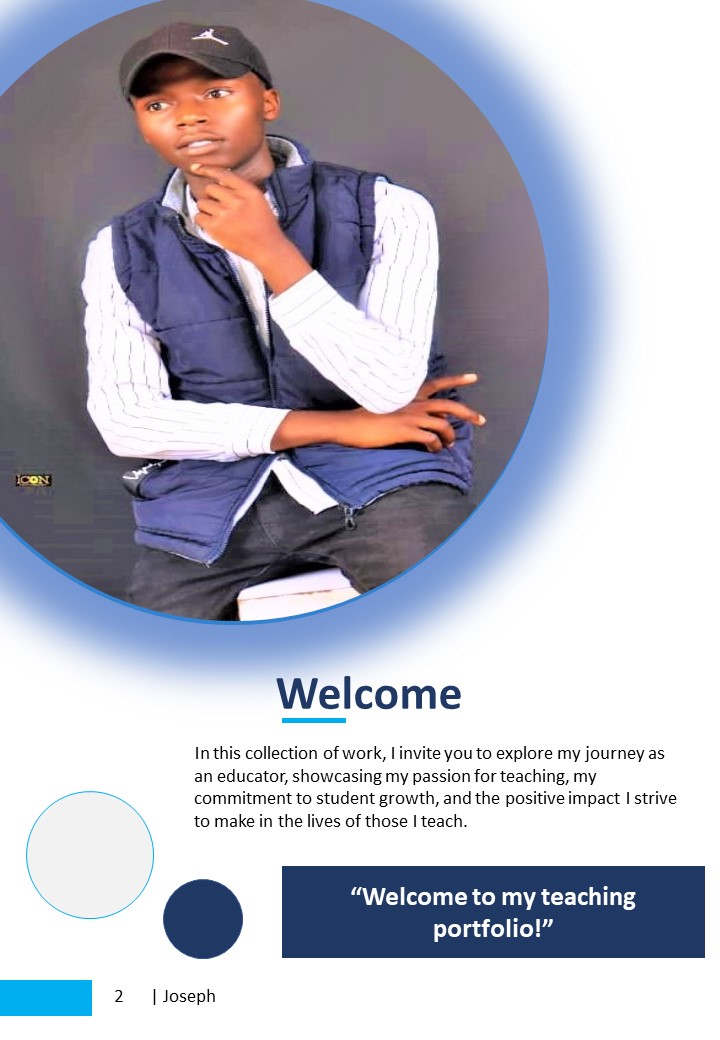 ICON
Welcome
In this collection of work, I invite you to explore my journey as
an educator, showcasing my passion for teaching, my
commitment to student growth, and the positive impact I strive
to make in the lives of those I teach.
“Welcome to my teaching
portfolio!”
2 | Joseph